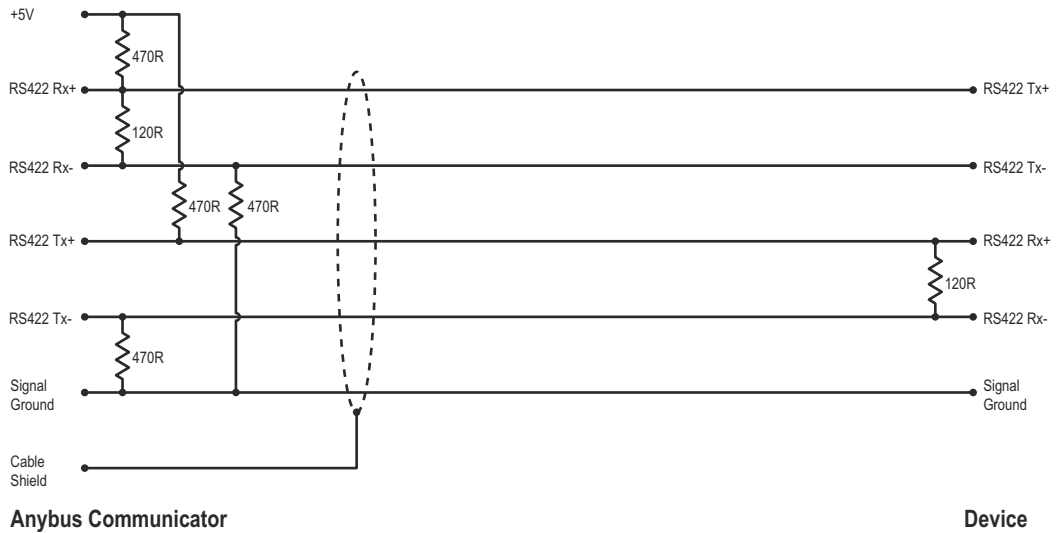 +5V
470R
RS422 Rx+
RS422 Tx+
120R
RS422 Rx-
RS422 Tx-
470R
470R
RS422 Tx+
RS422 Rx+
120R
RS422 Tx-
RS422 Rx-
470R
Signal
Ground
Signal
Ground
Cable
Shield
Anybus Communicator
Device